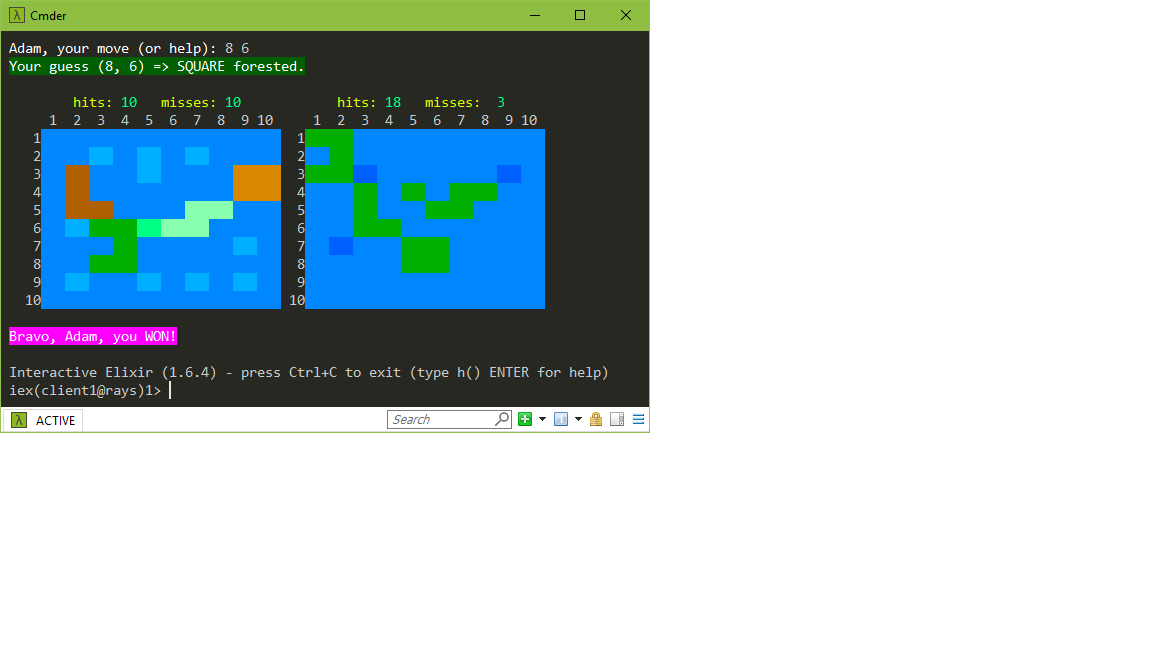 Cmder
Adam, your move (or help): 8 6
Your guess (8, 6) => SQUARE forested.
hits: 10 misses: 10 hits: 18 misses: 3
1 2 3 4 5 6 7 8 9 10 1 2 3 4 5 6 7 8 9 10
1 1
2 2
3 3
4 4
5 5
6 6
7 7
8 8
9 9
10 10
Bravo, Adam, you WON!
Interactive Elixir (1.6.4) - press Ctrl+C to exit (type h() ENTER for help)
iex(client1@rays)1>
λ ACTIVE Search